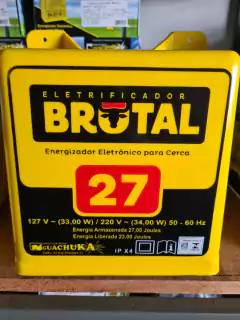 ELETRIFICADOR
BRUTAL
Energizador Eletrônico para Cerca
27
127 V ~ (33,00 W) / 220 V ~ (34,00 W) 50 - 60 Hz
Energia Armazenada 27,00 Joules
Energia Liberada 23,00 Joules
GUACHUKA
IP X4